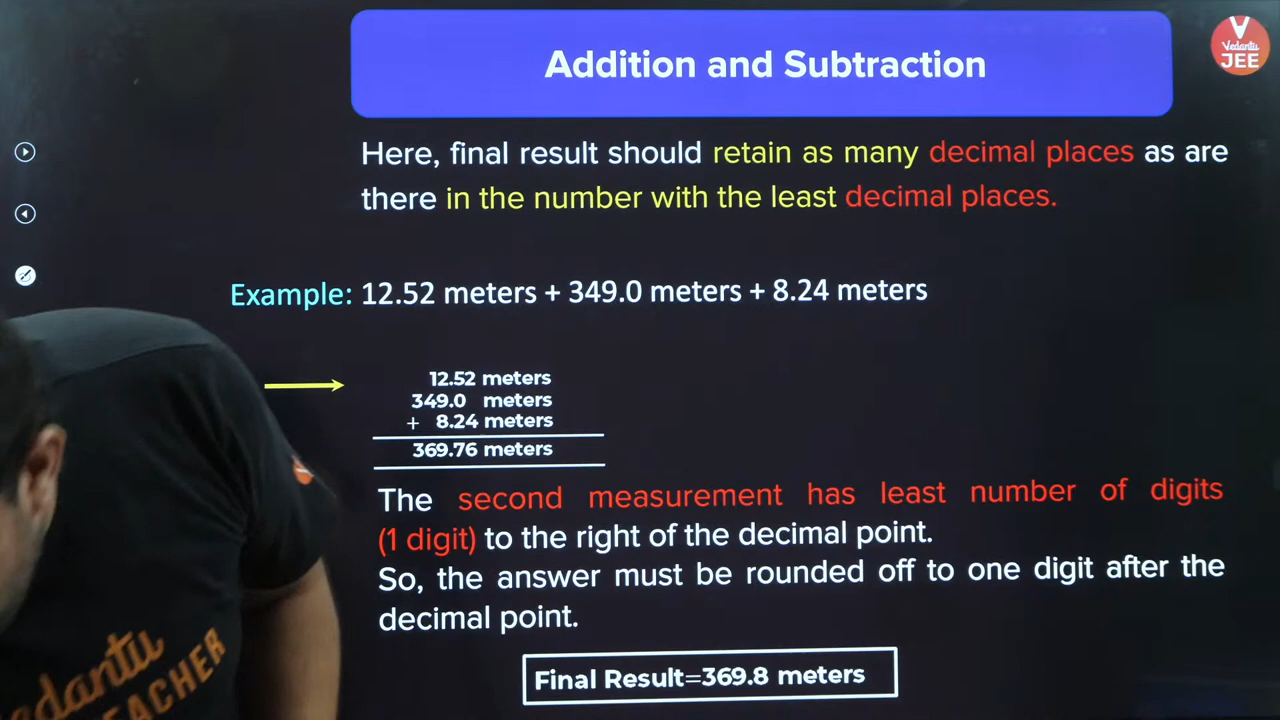 Addition and Subtraction
V
Vedantu
JEE
Here, final result should retain as many decimal places as are
there in the number with the least decimal places.
Example: 12.52 meters + 349.0 meters + 8.24 meters
12.52 meters
349.0 meters
+ 8.24 meters
369.76 meters
The second measurement has least number of digits
(1 digit) to the right of the decimal point.
So, the answer must be rounded off to one digit after the
decimal point.
Final Result=369.8 meters